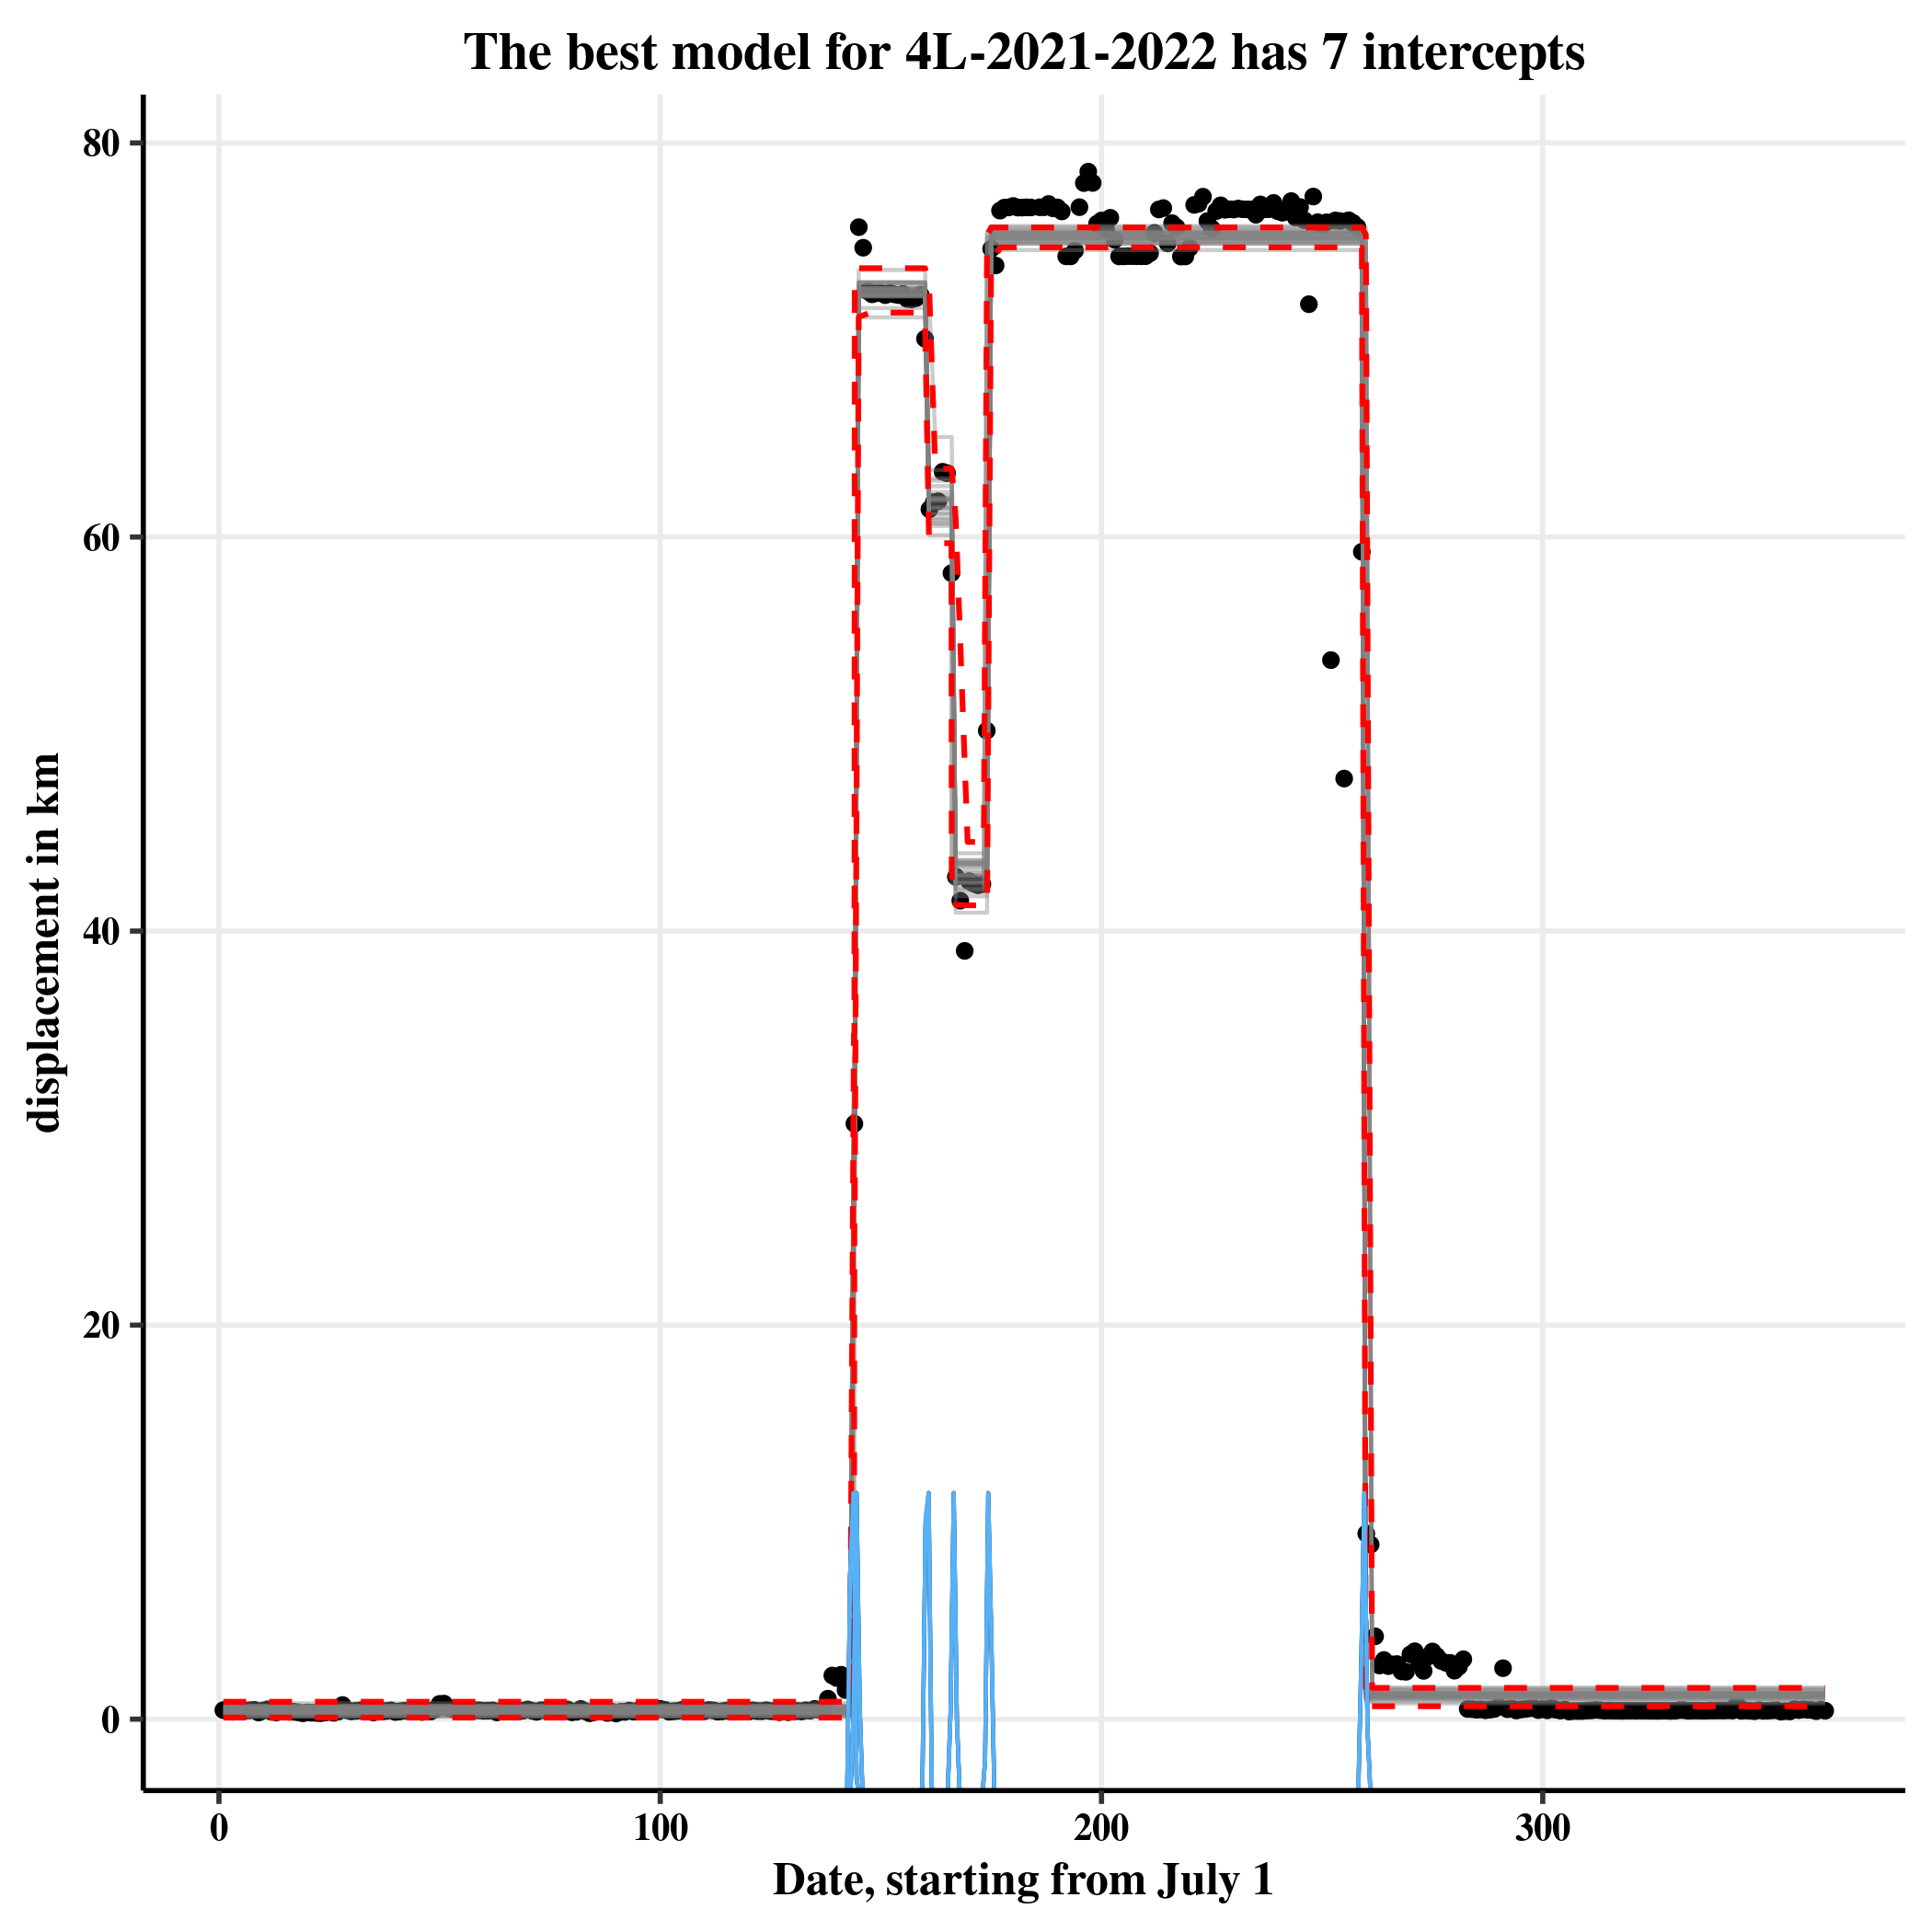 The best model for 4L-2021-2022 has 7 intercepts
80
60
40
20
0
displacement in km
0 100 200 300
Date, starting from July 1